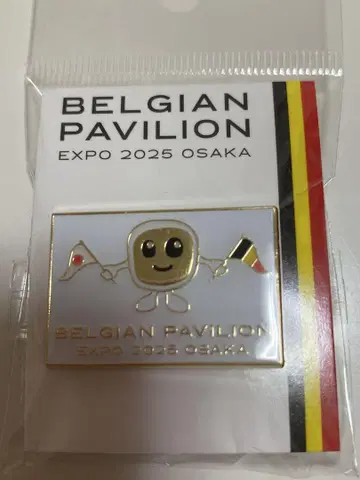 BELGIAN
PAVILION
EXPO 2025 OSAKA
BELGIAN PAVILION
EXPO 2025 OSAKA